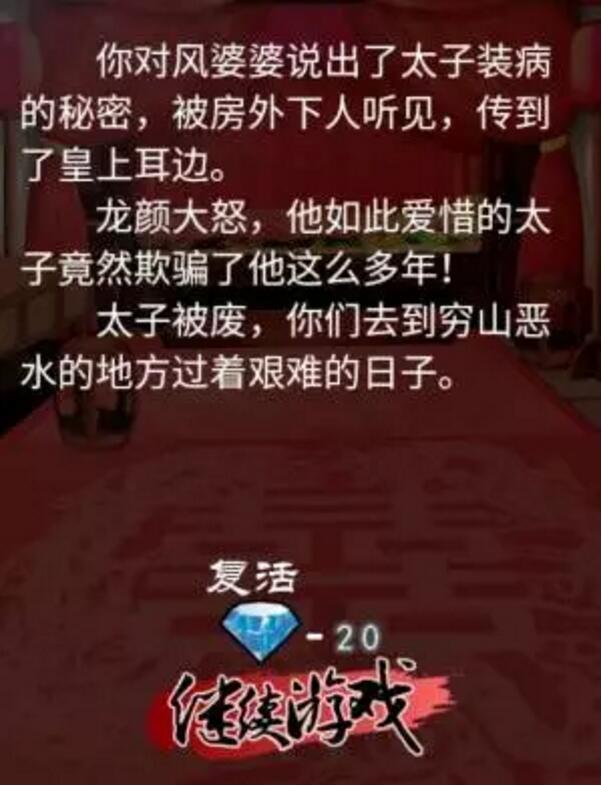 你对风婆婆说出了太子装病
的秘密，被房外下人听见，传到
了皇上耳边。
龙颜大怒，他如此爱惜的太
子竟然欺骗了他这么多年！
太子被废，你们去到穷山恶
水的地方过着艰难的日子。
复活
-20
继续游戏